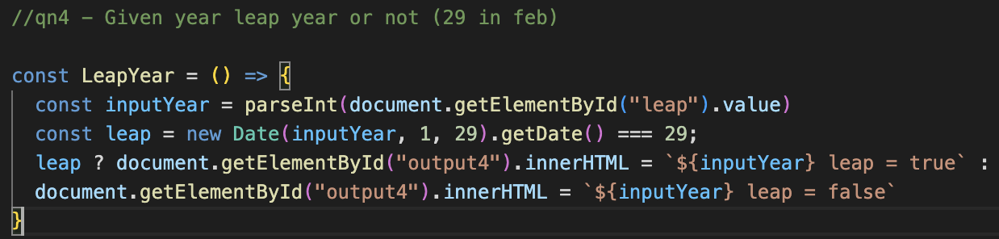 //qn4 - Given year leap year or not (29 in feb)
const LeapYear = () => {
const inputYear = parseInt(document.getElementById("leap").value)
const leap = new Date(inputYear, 1, 29).getDate() === 29;
leap ? document.getElementById("output4").innerHTML = `${inputYear} leap = true` :
document.getElementById("output4").innerHTML = `${inputYear} leap = false`
}